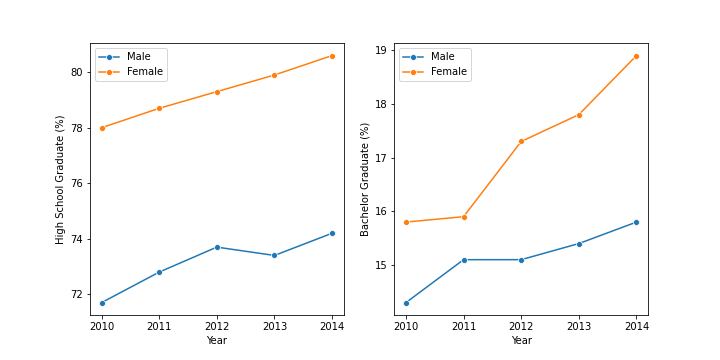 Male
Female
High School Graduate (%)
80
78
76
74
72
2010 2011 2012 2013 2014
Year
Male
Female
Bachelor Graduate (%)
19
18
17
16
15
2010 2011 2012 2013 2014
Year